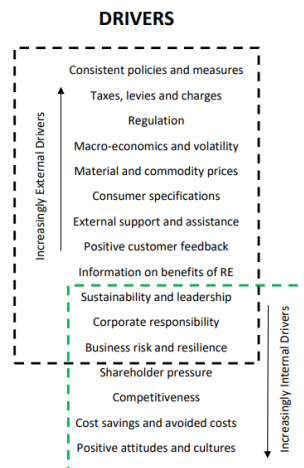 DRIVERS
Increasingly External Drivers
Consistent policies and measures
Taxes, levies and charges
Regulation
Macro-economics and volatility
Material and commodity prices
Consumer specifications
External support and assistance
Positive customer feedback
Information on benefits of RE
Sustainability and leadership
Corporate responsibility
Business risk and resilience
Shareholder pressure
Competitiveness
Cost savings and avoided costs
Positive attitudes and cultures
Increasingly Internal Drivers